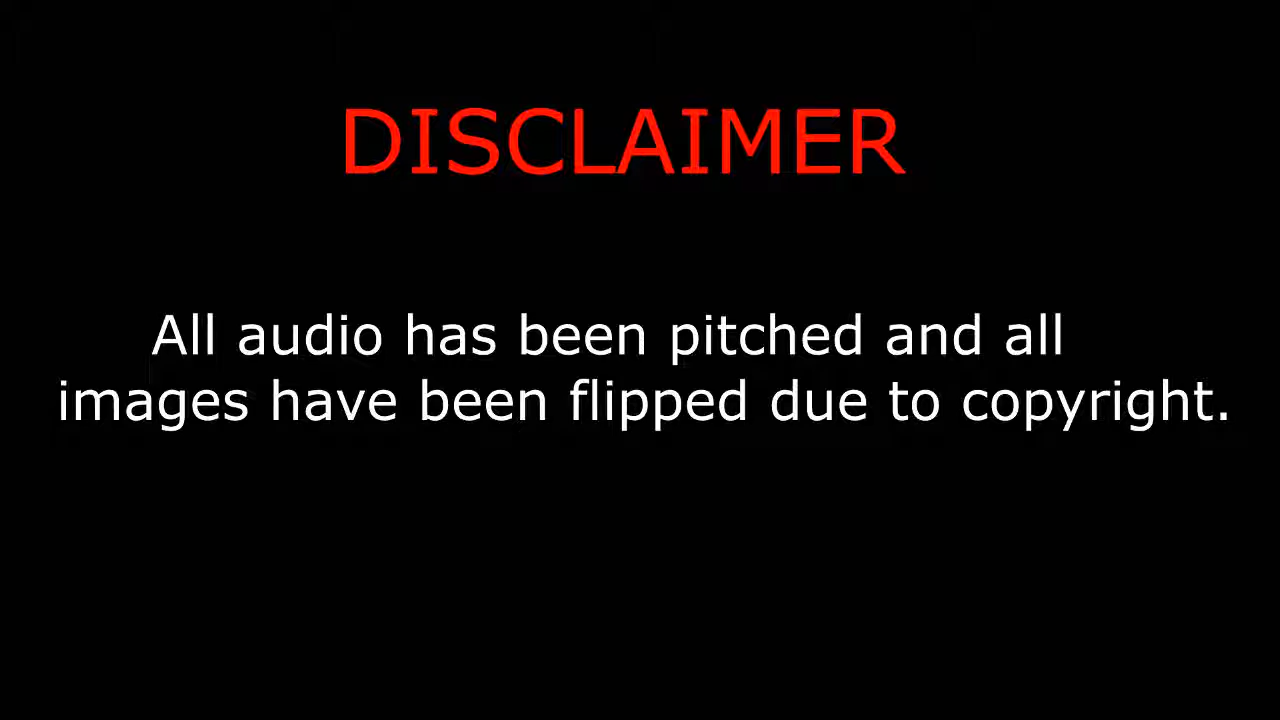 DISCLAIMER
All audio has been pitched and all
images have been flipped due to copyright.